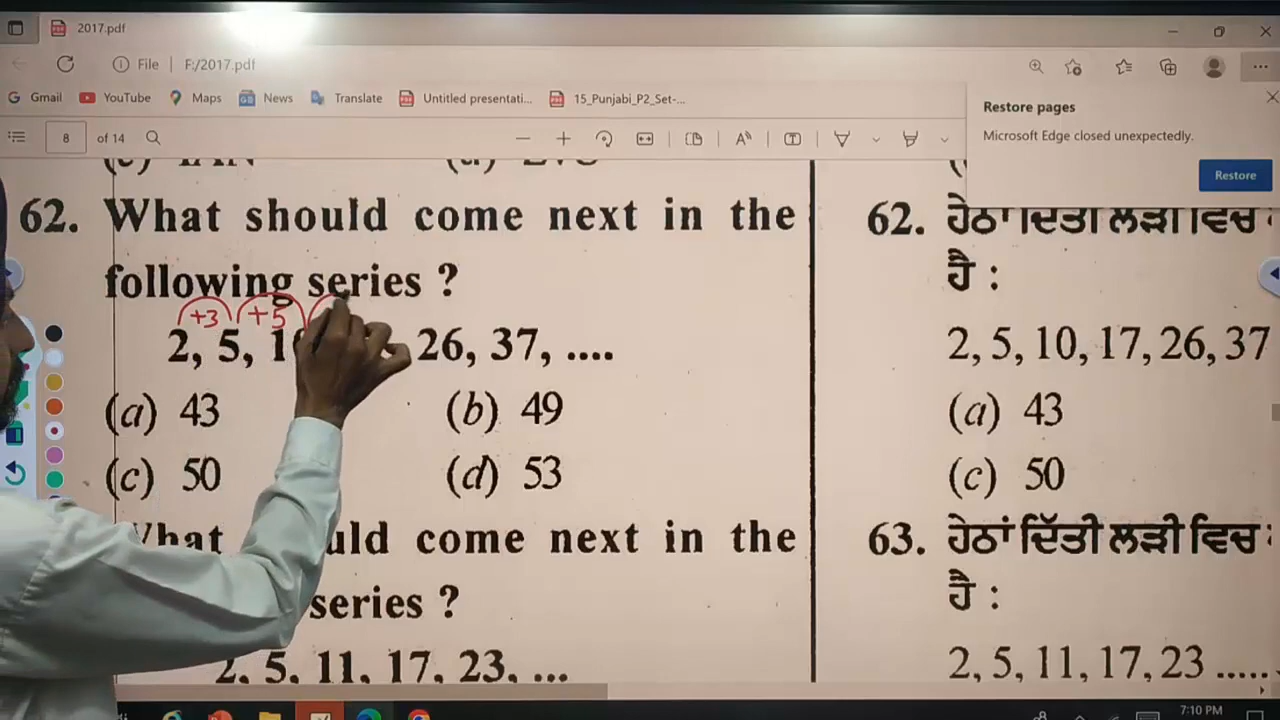 2017.pdf
File | F:/2017.pdf
Gmail YouTube Maps News Translate Untitled presentati... 15_Punjabi_P2_Set-...
Restore pages
Microsoft Edge closed unexpectedly.
Restore
8 of 14
62. What should come next in the
following series ?
+3 +5
2, 5, 26, 37, ....
(a) 43 (b) 49
(c) 50 (d) 53
What should come next in the
series ?
2, 5, 11, 17, 23, ...
62. ਹੇਠਾਂ ਦਿੱਤੀ ਲੜੀ ਵਿਚ
ਹੈ :
2, 5, 10, 17, 26, 37
(a) 43
(c) 50
63. ਹੇਠਾਂ ਦਿੱਤੀ ਲੜੀ ਵਿਚ
ਹੈ :
2, 5, 11, 17, 23 .....
7:10 PM